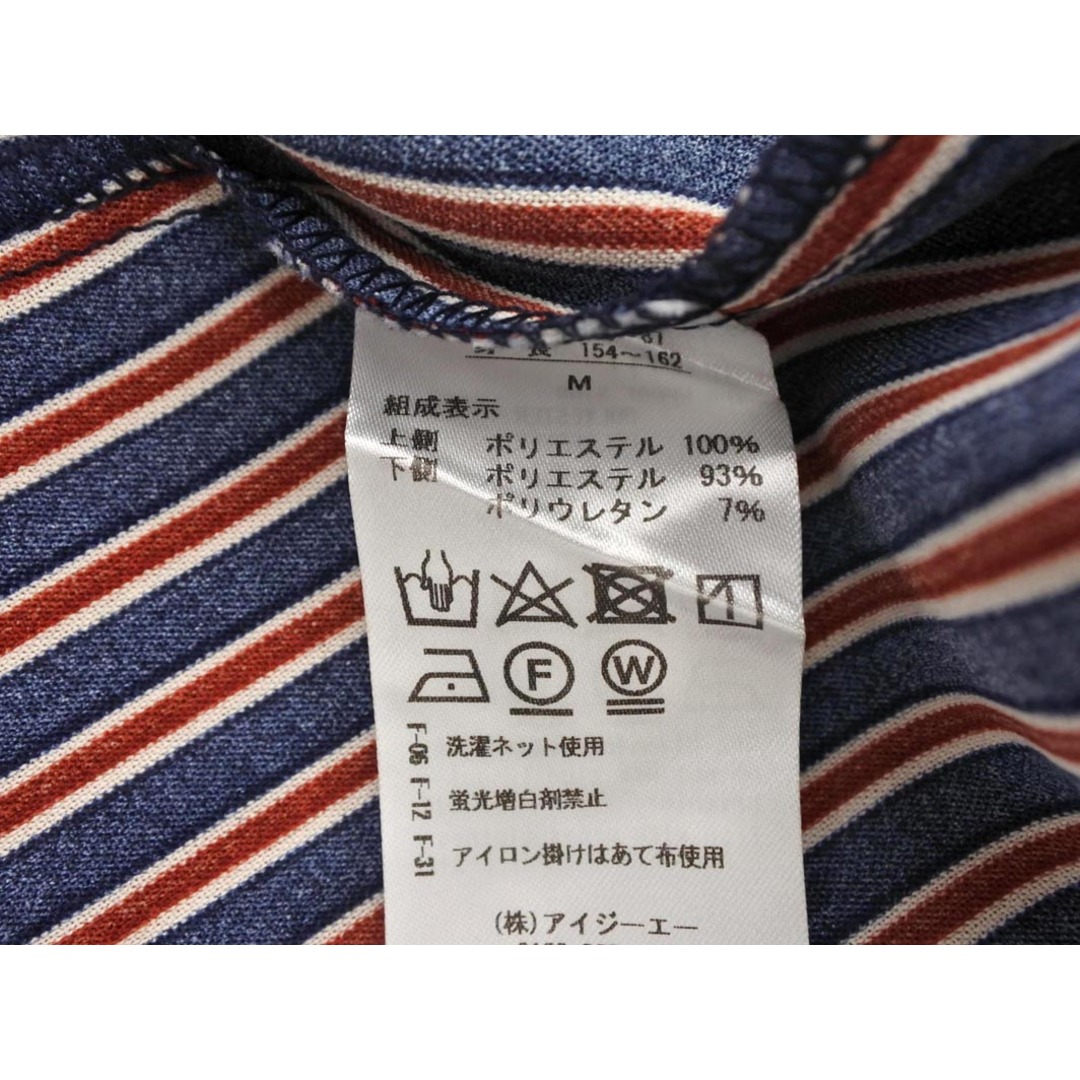 154～162
M
組成表示
上側 ポリエステル 100%
下側 ポリエステル 93%
ポリウレタン 7%
F
W
F-06 F-12 F-31
洗濯ネット使用
蛍光増白剤禁止
アイロン掛けはあて布使用
(株)アイジーエー